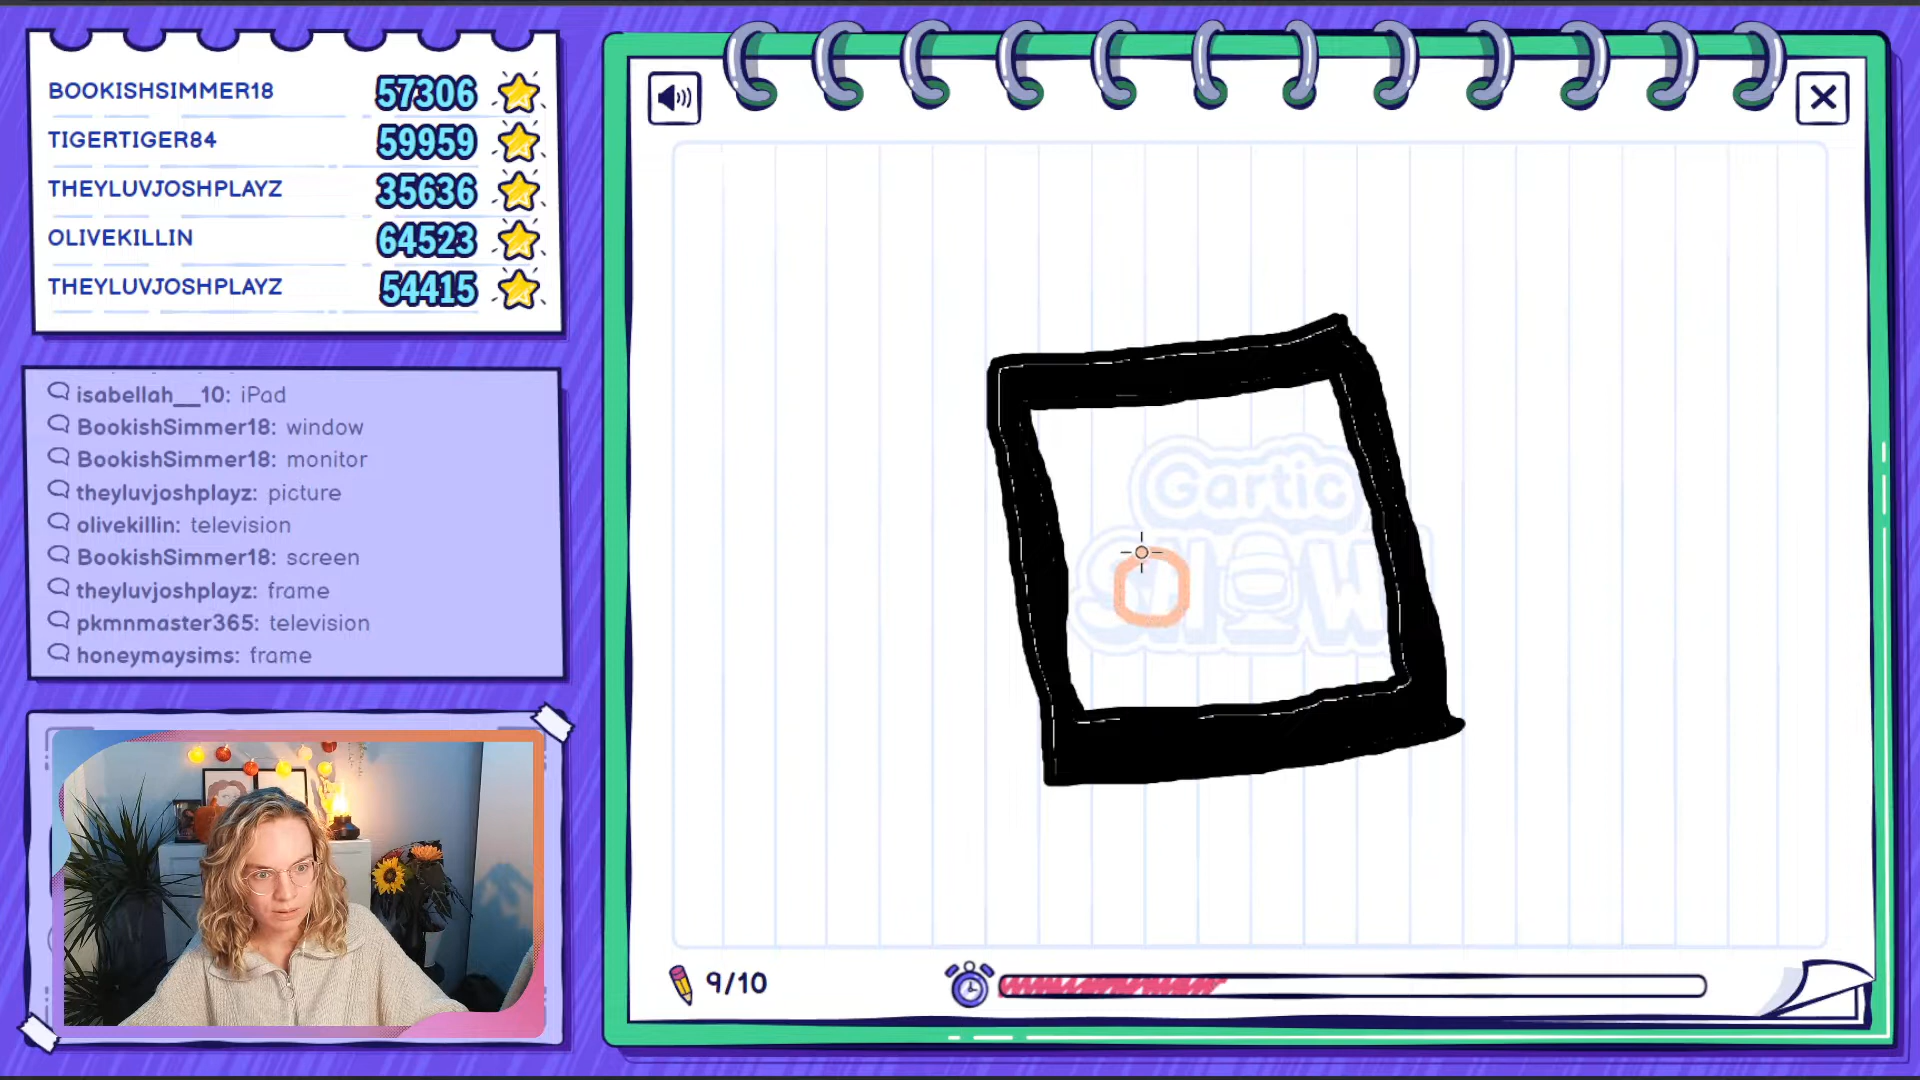 BOOKISHSIMMER18 57306
TIGERTIGER84 59959
THEYLUVJOSHPLAYZ 35636
OLIVEKILLIN 64523
THEYLUVJOSHPLAYZ 54415
isabellah__10: iPad
BookishSimmer18: window
BookishSimmer18: monitor
theyluvjoshplayz: picture
olivekillin: television
BookishSimmer18: screen
theyluvjoshplayz: frame
pkmnmaster365: television
honeymaysims: frame
Gartic
SHOW
9/10